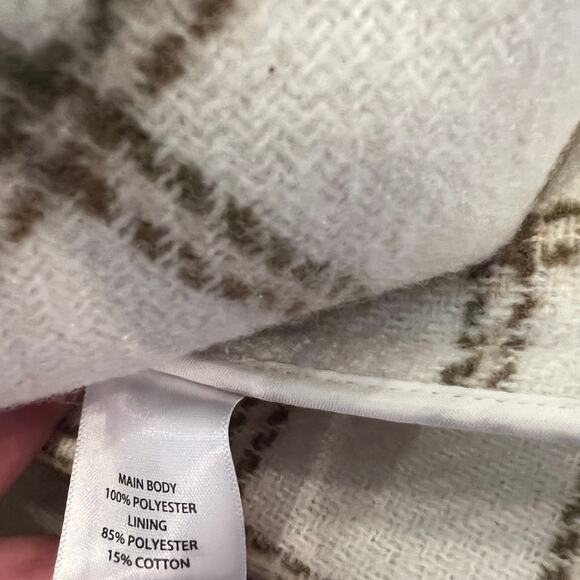 MAIN BODY
100% POLYESTER
LINING
85% POLYESTER
15% COTTON